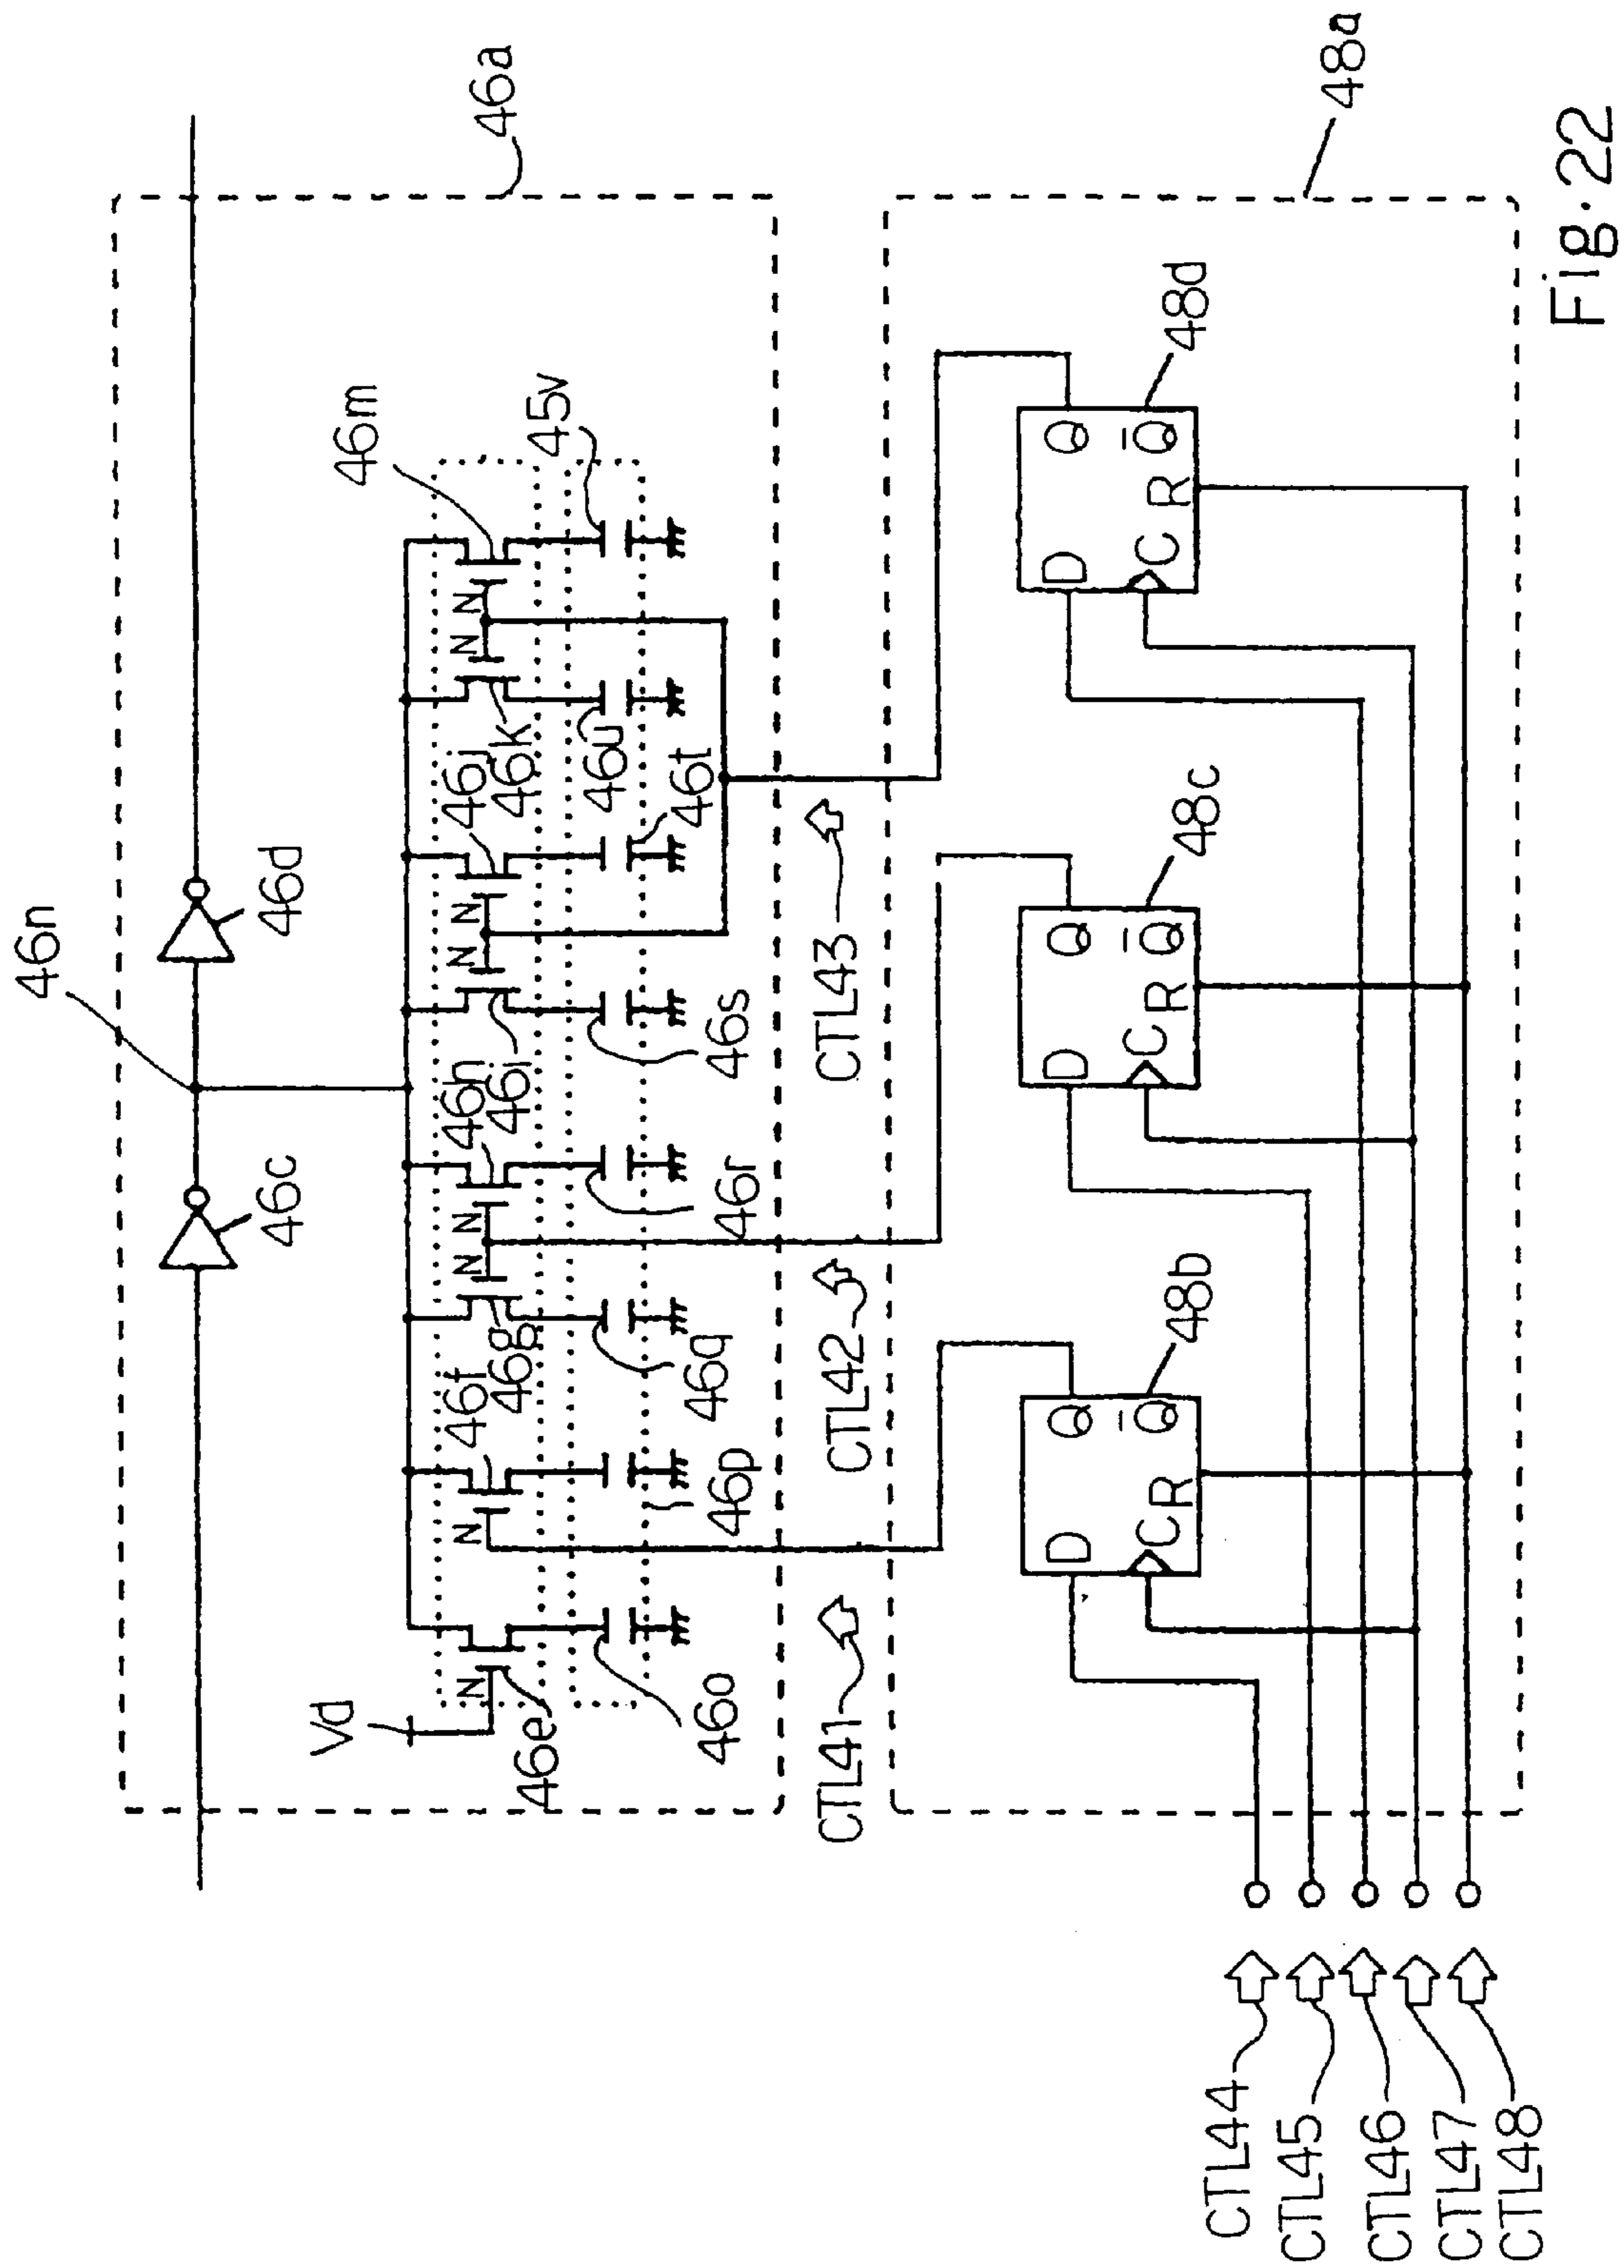 46n
46c
46d
46a
Vd
N
N
N
N
N
N
N
N
46e
46f
46g
46h
46i
46j
46k
46m
46o
46p
46q
46r
46s
46t
46u
45v
CTL41
CTL42
CTL43
D Q
C Q̅
R
48b
D Q
C Q̅
R
48c
D Q
C Q̅
R
48d
48a
CTL44
CTL45
CTL46
CTL47
CTL48
Fig. 22